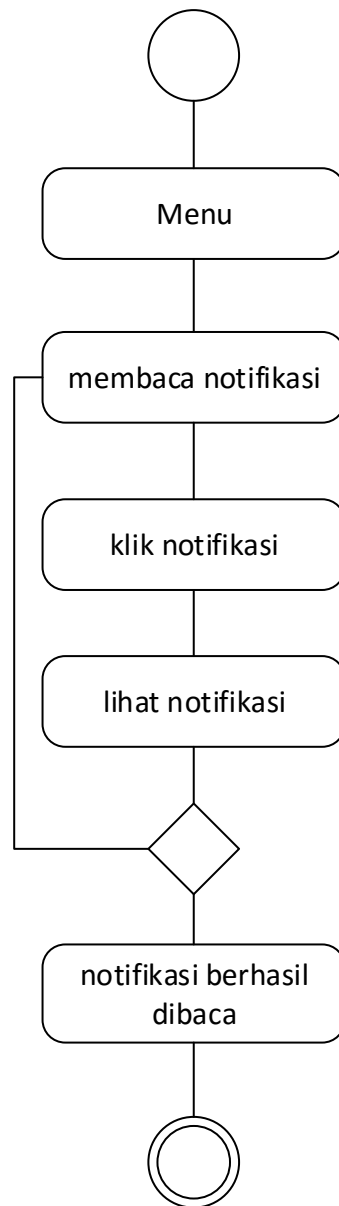 Menu
membaca notifikasi
klik notifikasi
lihat notifikasi
notifikasi berhasil
dibaca